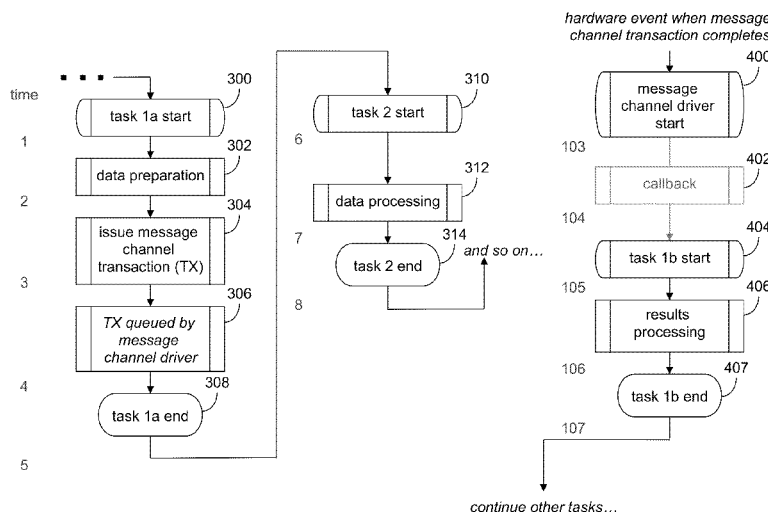 hardware event when message
channel transaction completes
time
300
task 1a start
1
302
data preparation
2
304
issue message
channel
transaction (TX)
3
306
TX queued by
message
channel driver
4
308
task 1a end
5
310
task 2 start
6
312
data processing
7
314
task 2 end
and so on...
8
400
message
channel driver
start
103
402
callback
104
404
task 1b start
105
406
results
processing
106
407
task 1b end
107
continue other tasks...